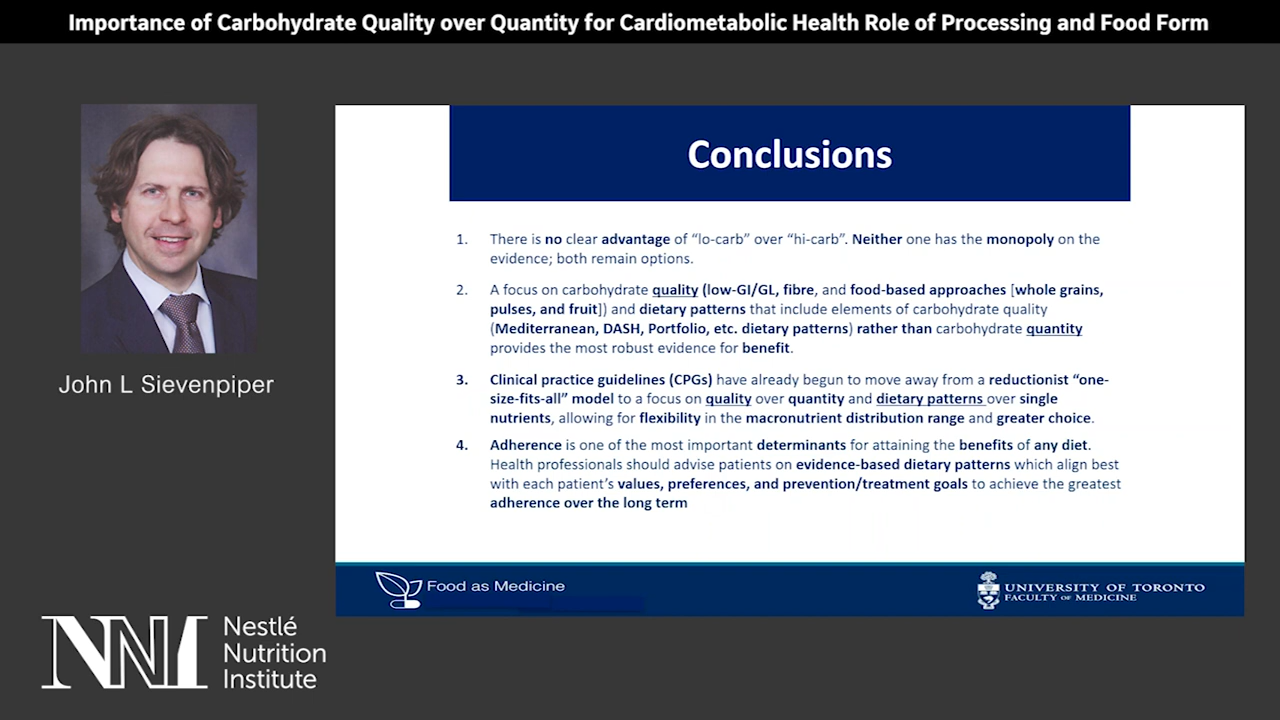 Importance of Carbohydrate Quality over Quantity for Cardiometabolic Health Role of Processing and Food Form
John L Sievenpiper
Conclusions
1. There is no clear advantage of “lo-carb” over “hi-carb”. Neither one has the monopoly on the
evidence; both remain options.
2. A focus on carbohydrate quality (low-GI/GL, fibre, and food-based approaches [whole grains,
pulses, and fruit]) and dietary patterns that include elements of carbohydrate quality
(Mediterranean, DASH, Portfolio, etc. dietary patterns) rather than carbohydrate quantity
provides the most robust evidence for benefit.
3. Clinical practice guidelines (CPGs) have already begun to move away from a reductionist “one-
size-fits-all” model to a focus on quality over quantity and dietary patterns over single
nutrients, allowing for flexibility in the macronutrient distribution range and greater choice.
4. Adherence is one of the most important determinants for attaining the benefits of any diet.
Health professionals should advise patients on evidence-based dietary patterns which align best
with each patient’s values, preferences, and prevention/treatment goals to achieve the greatest
adherence over the long term
Food as Medicine
UNIVERSITY OF TORONTO
FACULTY OF MEDICINE
NNI
Nestlé
Nutrition
Institute